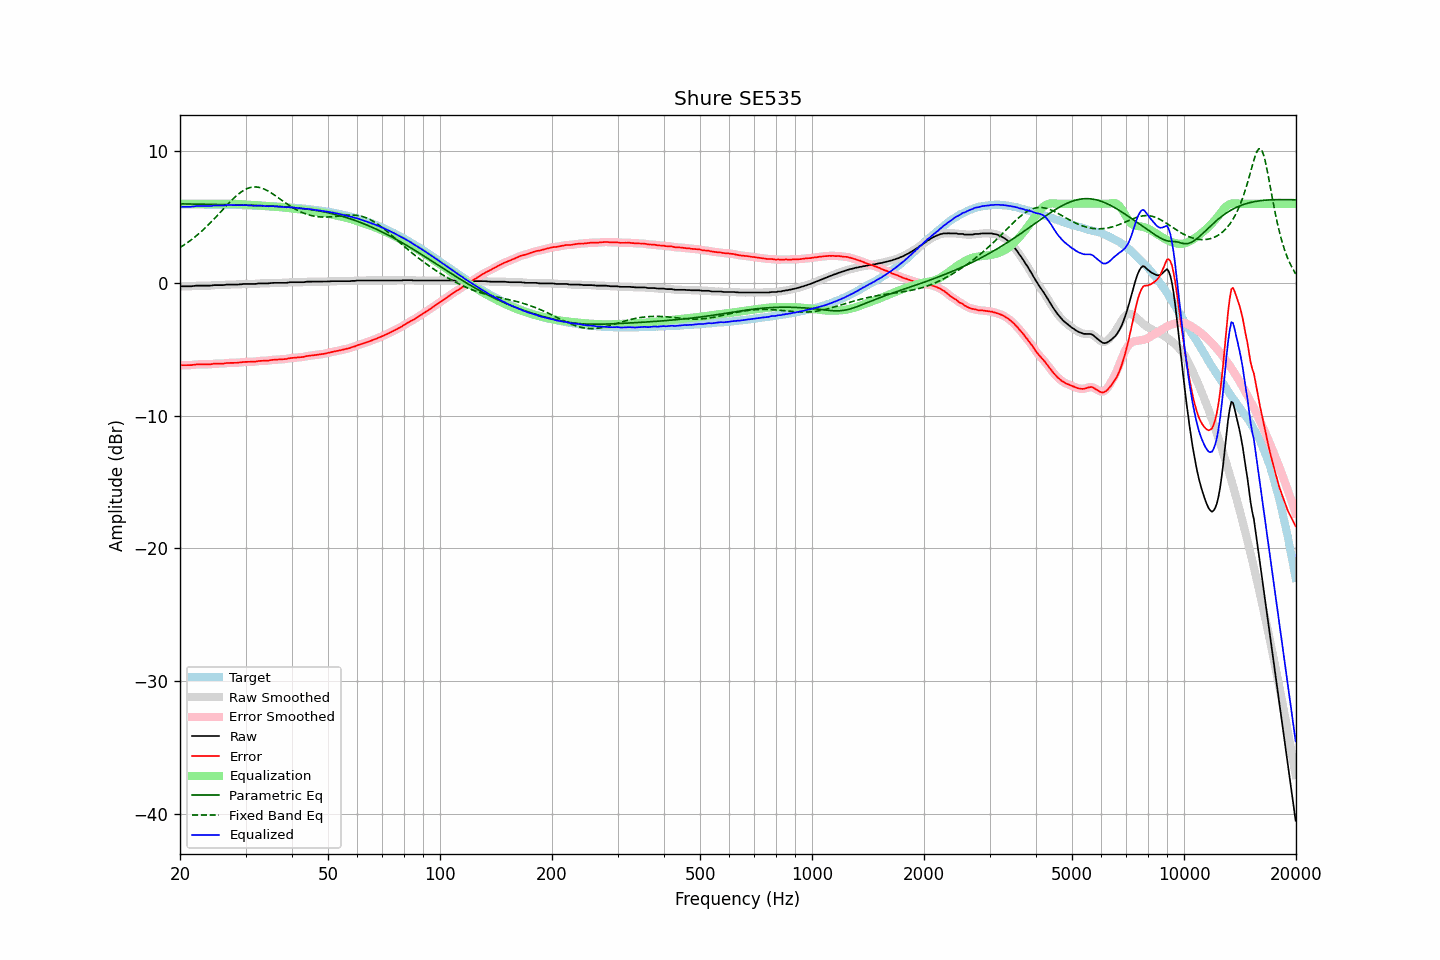 Shure SE535
Amplitude (dBr)
10
0
−10
−20
−30
−40
Target
Raw Smoothed
Error Smoothed
Raw
Error
Equalization
Parametric Eq
Fixed Band Eq
Equalized
20 50 100 200 500 1000 2000 5000 10000 20000
Frequency (Hz)